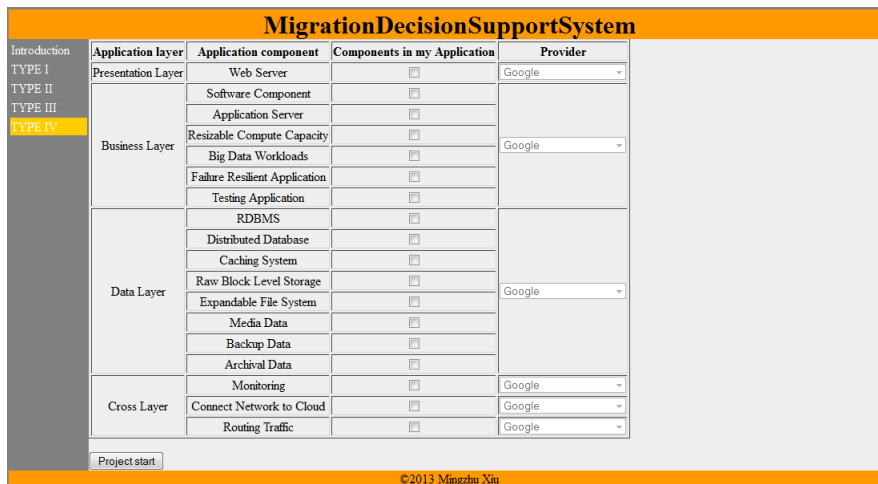 MigrationDecisionSupportSystem
Introduction
TYPE I
TYPE II
TYPE III
TYPE IV
Application layer Application component Components in my Application Provider
Presentation Layer Web Server Google
Business Layer
Software Component
Application Server
Resizable Compute Capacity
Big Data Workloads
Failure Resilient Application
Testing Application
Google
Data Layer
RDBMS
Distributed Database
Caching System
Raw Block Level Storage
Expandable File System
Media Data
Backup Data
Archival Data
Google
Cross Layer
Monitoring Google
Connect Network to Cloud Google
Routing Traffic Google
Project start
©2013 Mingzhu Xiu